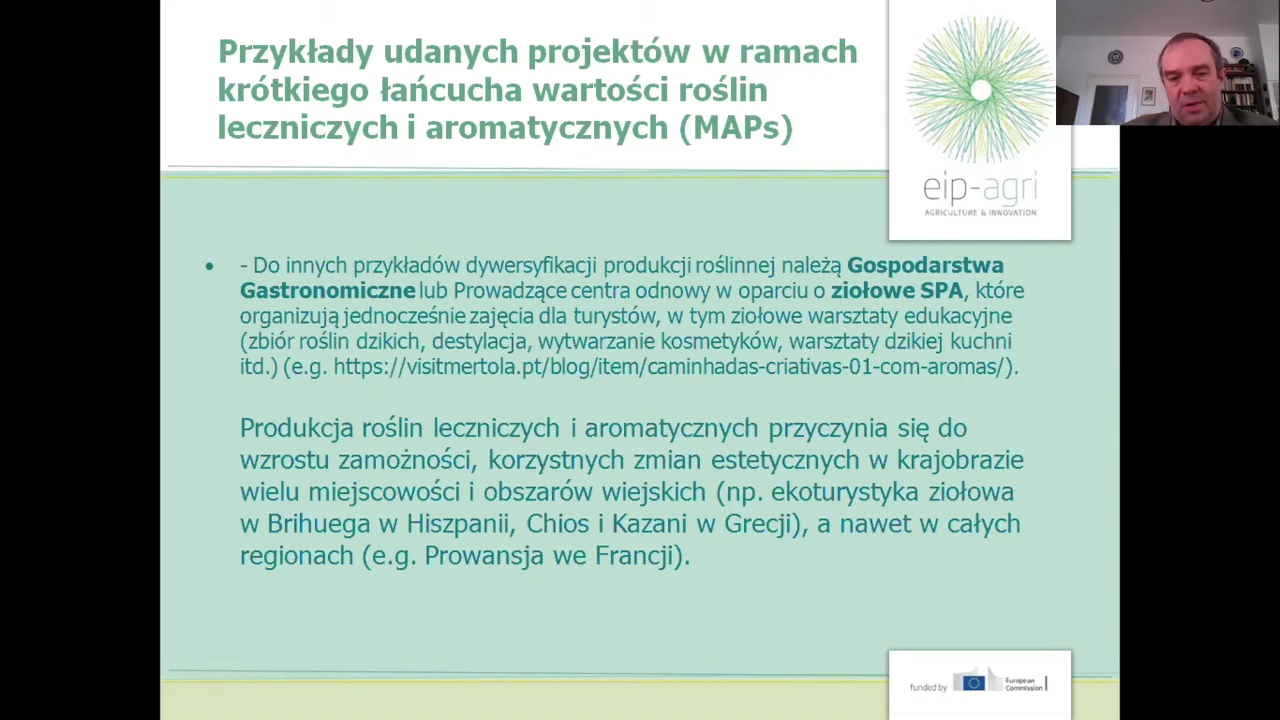 Przykłady udanych projektów w ramach
krótkiego łańcucha wartości roślin
leczniczych i aromatycznych (MAPs)
eip-agri
AGRICULTURE & INNOVATION
• - Do innych przykładów dywersyfikacji produkcji roślinnej należą Gospodarstwa
Gastronomiczne lub Prowadzące centra odnowy w oparciu o ziołowe SPA, które
organizują jednocześnie zajęcia dla turystów, w tym ziołowe warsztaty edukacyjne
(zbiór roślin dzikich, destylacja, wytwarzanie kosmetyków, warsztaty dzikiej kuchni
itd.) (e.g. https://visitmertola.pt/blog/item/caminhadas-criativas-01-com-aromas/).
Produkcja roślin leczniczych i aromatycznych przyczynia się do
wzrostu zamożności, korzystnych zmian estetycznych w krajobrazie
wielu miejscowości i obszarów wiejskich (np. ekoturystyka ziołowa
w Brihuega w Hiszpanii, Chios i Kazani w Grecji), a nawet w całych
regionach (e.g. Prowansja we Francji).
funded by
European
Commission